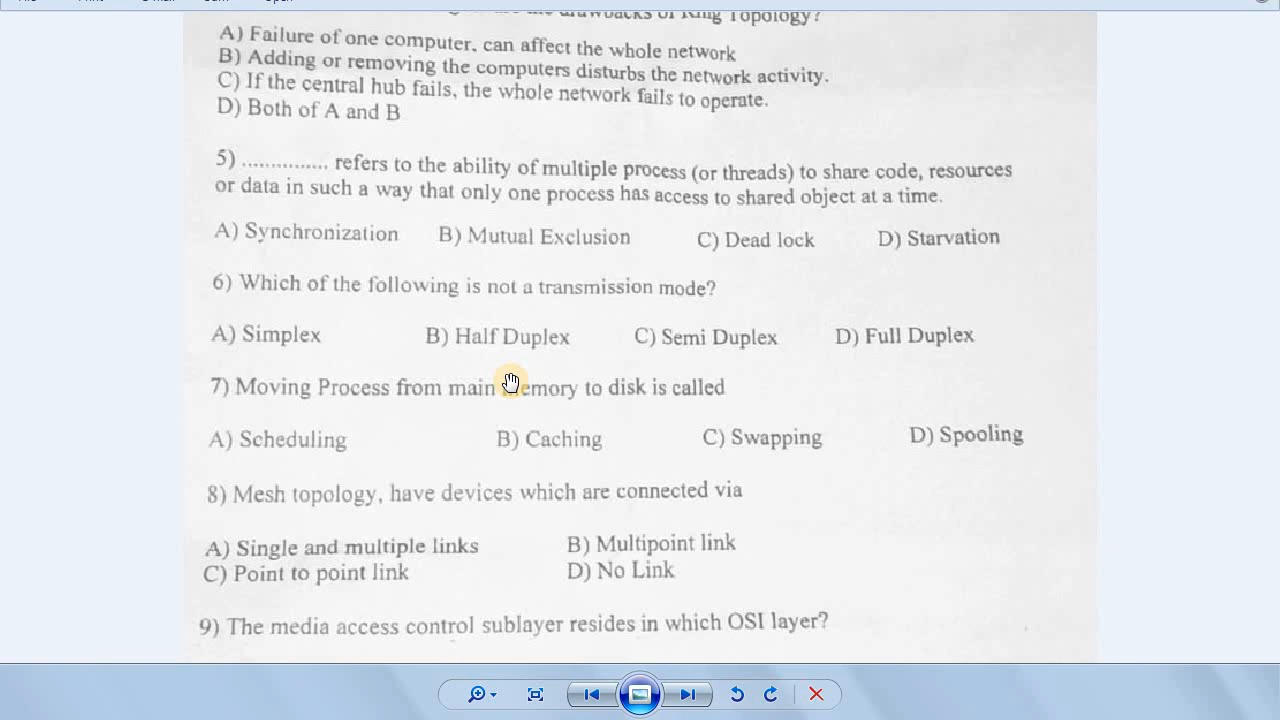 Topology?
A) Failure of one computer, can affect the whole network
B) Adding or removing the computers disturbs the network activity.
C) If the central hub fails, the whole network fails to operate.
D) Both of A and B
5) ............... refers to the ability of multiple process (or threads) to share code, resources
or data in such a way that only one process has access to shared object at a time.
A) Synchronization B) Mutual Exclusion C) Dead lock D) Starvation
6) Which of the following is not a transmission mode?
A) Simplex B) Half Duplex C) Semi Duplex D) Full Duplex
7) Moving Process from main memory to disk is called
A) Scheduling B) Caching C) Swapping D) Spooling
8) Mesh topology, have devices which are connected via
A) Single and multiple links B) Multipoint link
C) Point to point link D) No Link
9) The media access control sublayer resides in which OSI layer?